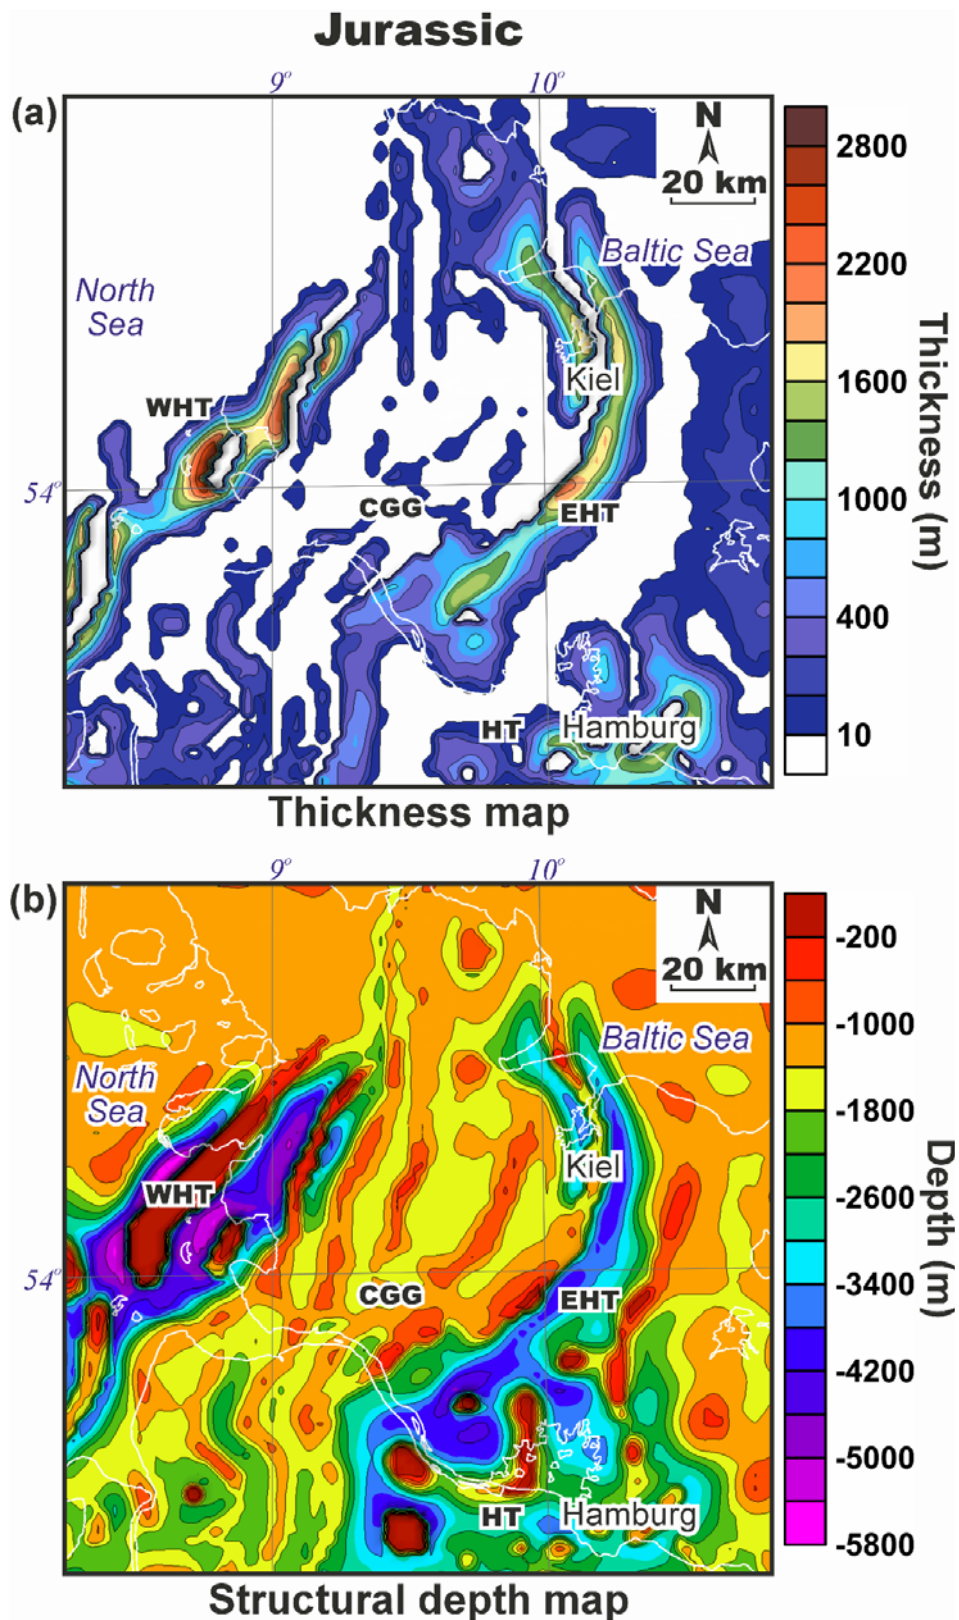 Jurassic
9° 10°
(a)
N
20 km
Baltic Sea
North
Sea
Kiel
WHT
54°
CGG
EHT
HT
Hamburg
2800
2200
1600
1000
400
10
Thickness (m)
Thickness map
9° 10°
(b)
N
20 km
Baltic Sea
North
Sea
Kiel
WHT
54°
CGG
EHT
HT
Hamburg
-200
-1000
-1800
-2600
-3400
-4200
-5000
-5800
Depth (m)
Structural depth map